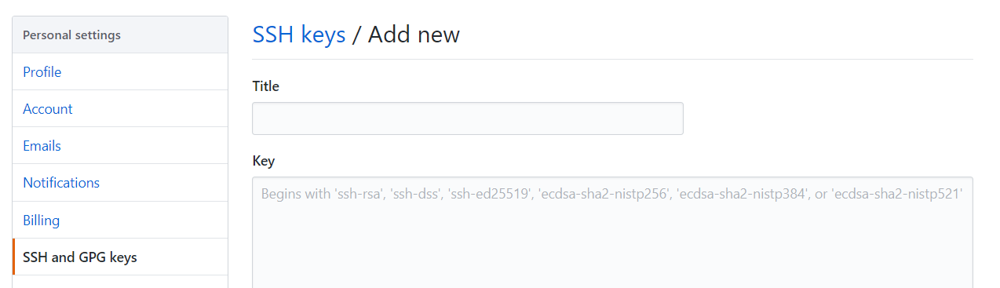 Personal settings
Profile
Account
Emails
Notifications
Billing
SSH and GPG keys
SSH keys / Add new
Title
Key
Begins with 'ssh-rsa', 'ssh-dss', 'ssh-ed25519', 'ecdsa-sha2-nistp256', 'ecdsa-sha2-nistp384', or 'ecdsa-sha2-nistp521'